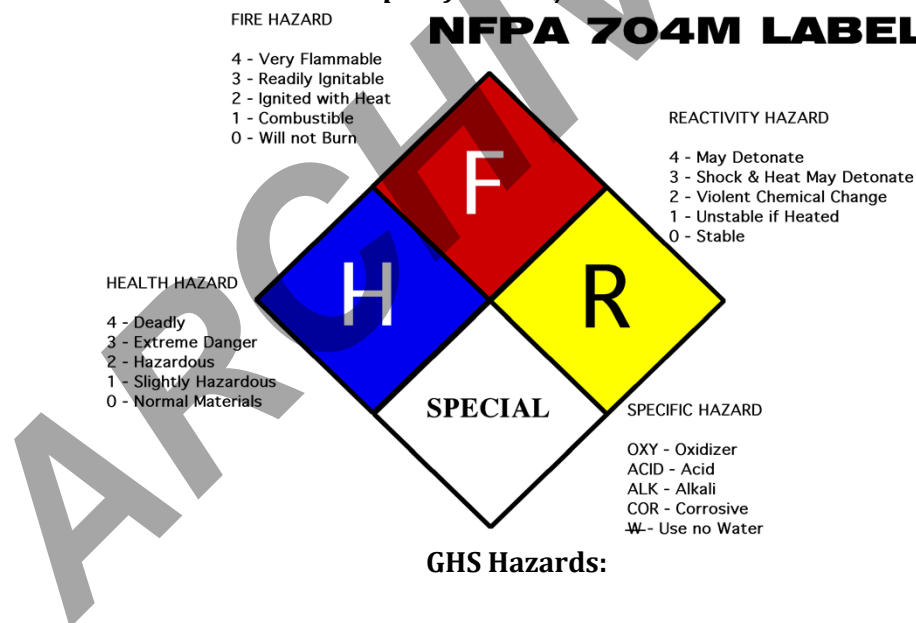 FIRE HAZARD
NFPA 704M LABEL
4 - Very Flammable
3 - Readily Ignitable
2 - Ignited with Heat
1 - Combustible
0 - Will not Burn
REACTIVITY HAZARD
4 - May Detonate
3 - Shock & Heat May Detonate
2 - Violent Chemical Change
1 - Unstable if Heated
0 - Stable
F
HEALTH HAZARD
4 - Deadly
3 - Extreme Danger
2 - Hazardous
1 - Slightly Hazardous
0 - Normal Materials
H
R
SPECIAL
SPECIFIC HAZARD
OXY - Oxidizer
ACID - Acid
ALK - Alkali
COR - Corrosive
W - Use no Water
GHS Hazards: